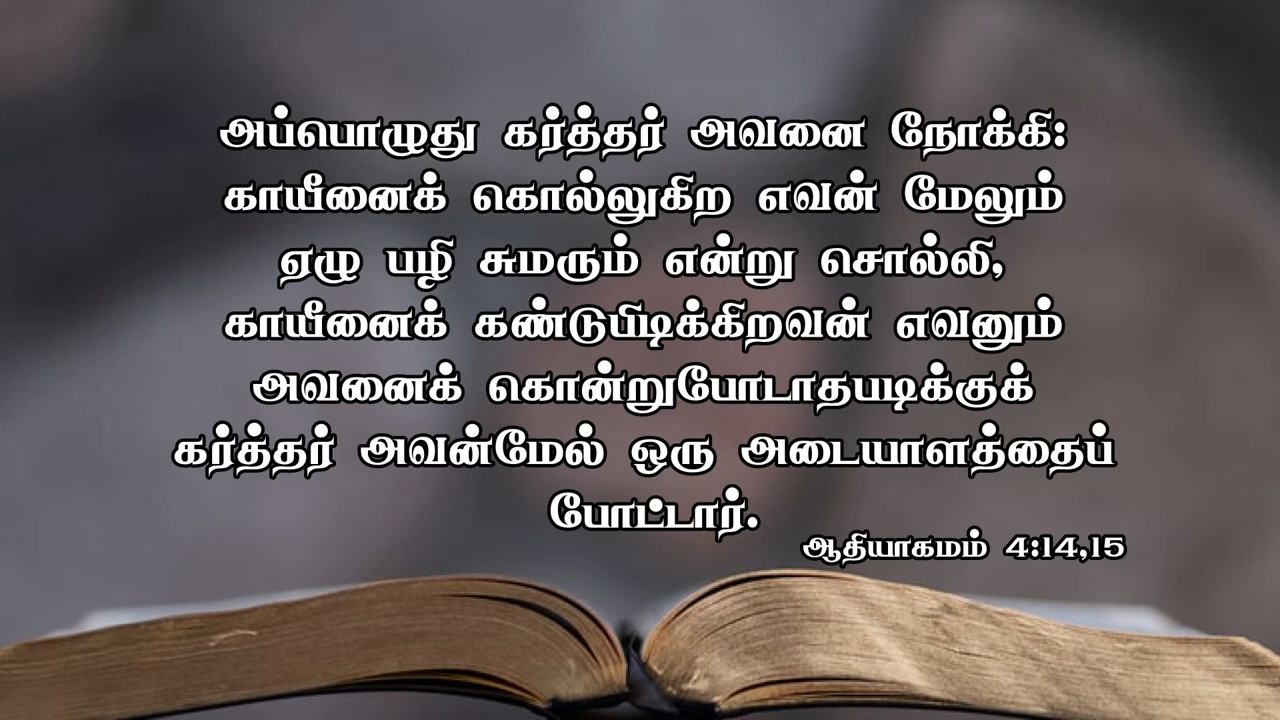 அப்பொழுது கர்த்தர் அவனை நோக்கி:
காயீனைக் கொல்லுகிற எவன் மேலும்
ஏழு பழி சுமரும் என்று சொல்லி,
காயீனைக் கண்டுபிடிக்கிறவன் எவனும்
அவனைக் கொன்றுபோடாதபடிக்குக்
கர்த்தர் அவன்மேல் ஒரு அடையாளத்தைப்
போட்டார்.
ஆதியாகமம் 4:14,15